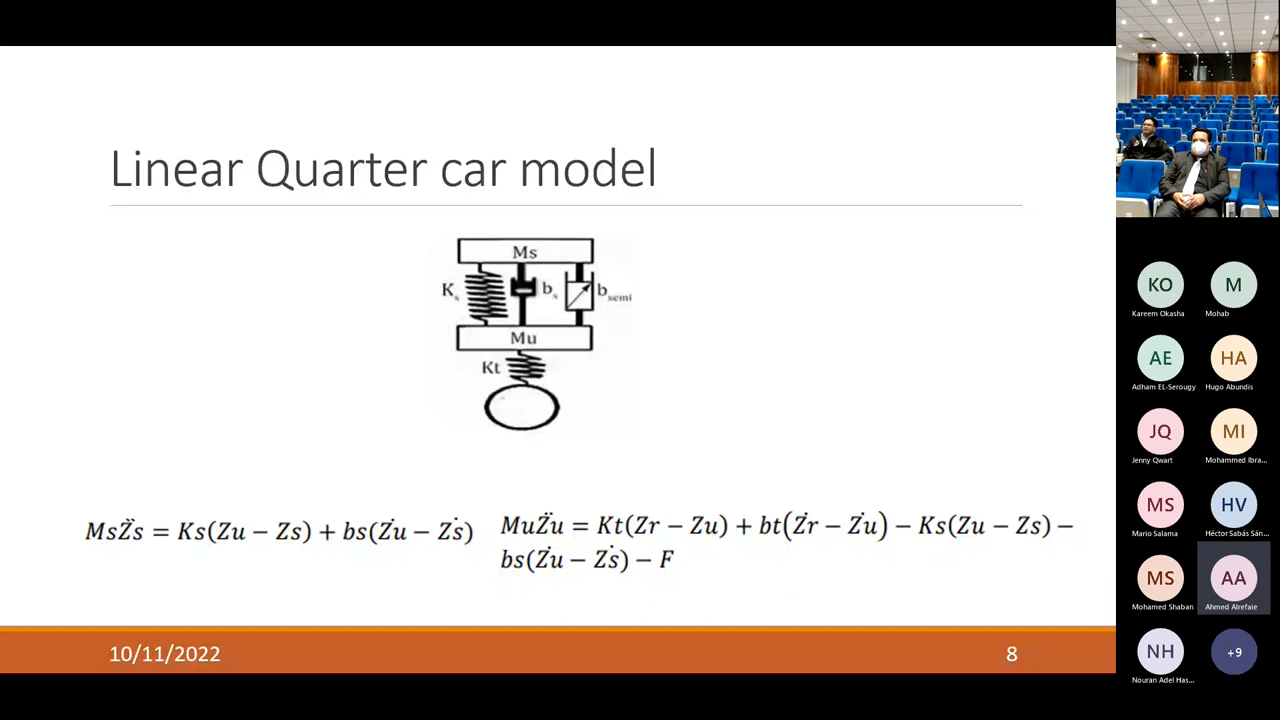 Linear Quarter car model
Ms
Kₛ
bₛ
b_semi
Mu
Kt
MsZ̈s = Ks(Zu − Zs) + bs(Żu − Żs)
MuZ̈u = Kt(Zr − Zu) + bt(Żr − Żu) − Ks(Zu − Zs) −
bs(Żu − Żs) − F
10/11/2022
8
KO
M
Kareem Okasha
Mohab
AE
HA
Adham EL-Serougy
Hugo Abundis
JQ
MI
Jenny Qwart
Mohammed Ibra...
MS
HV
Mario Salama
Héctor Sabás Sán...
MS
AA
Mohamed Shaban
Ahmed Alrefaie
NH
+9
Nouran Adel Has...